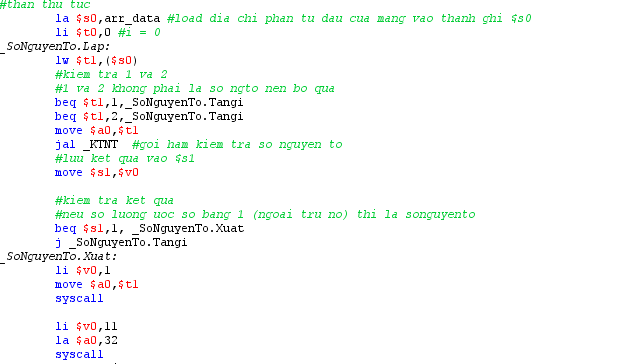 #than thu tuc
la $s0,arr_data #load dia chi phan tu dau cua mang vao thanh ghi $s0
li $t0,0 #i = 0
_SoNguyenTo.Lap:
lw $t1,($s0)
#kiem tra 1 va 2
#1 va 2 khong phai la so ngto nen bo qua
beq $t1,1,_SoNguyenTo.Tangi
beq $t1,2,_SoNguyenTo.Tangi
move $a0,$t1
jal _KTNT #goi ham kiem tra so nguyen to
#luu ket qua vao $s1
move $s1,$v0
#kiem tra ket qua
#neu so luong uoc so bang 1 (ngoai tru no) thi la songuyento
beq $s1,1, _SoNguyenTo.Xuat
j _SoNguyenTo.Tangi
_SoNguyenTo.Xuat:
li $v0,1
move $a0,$t1
syscall
li $v0,11
la $a0,32
syscall